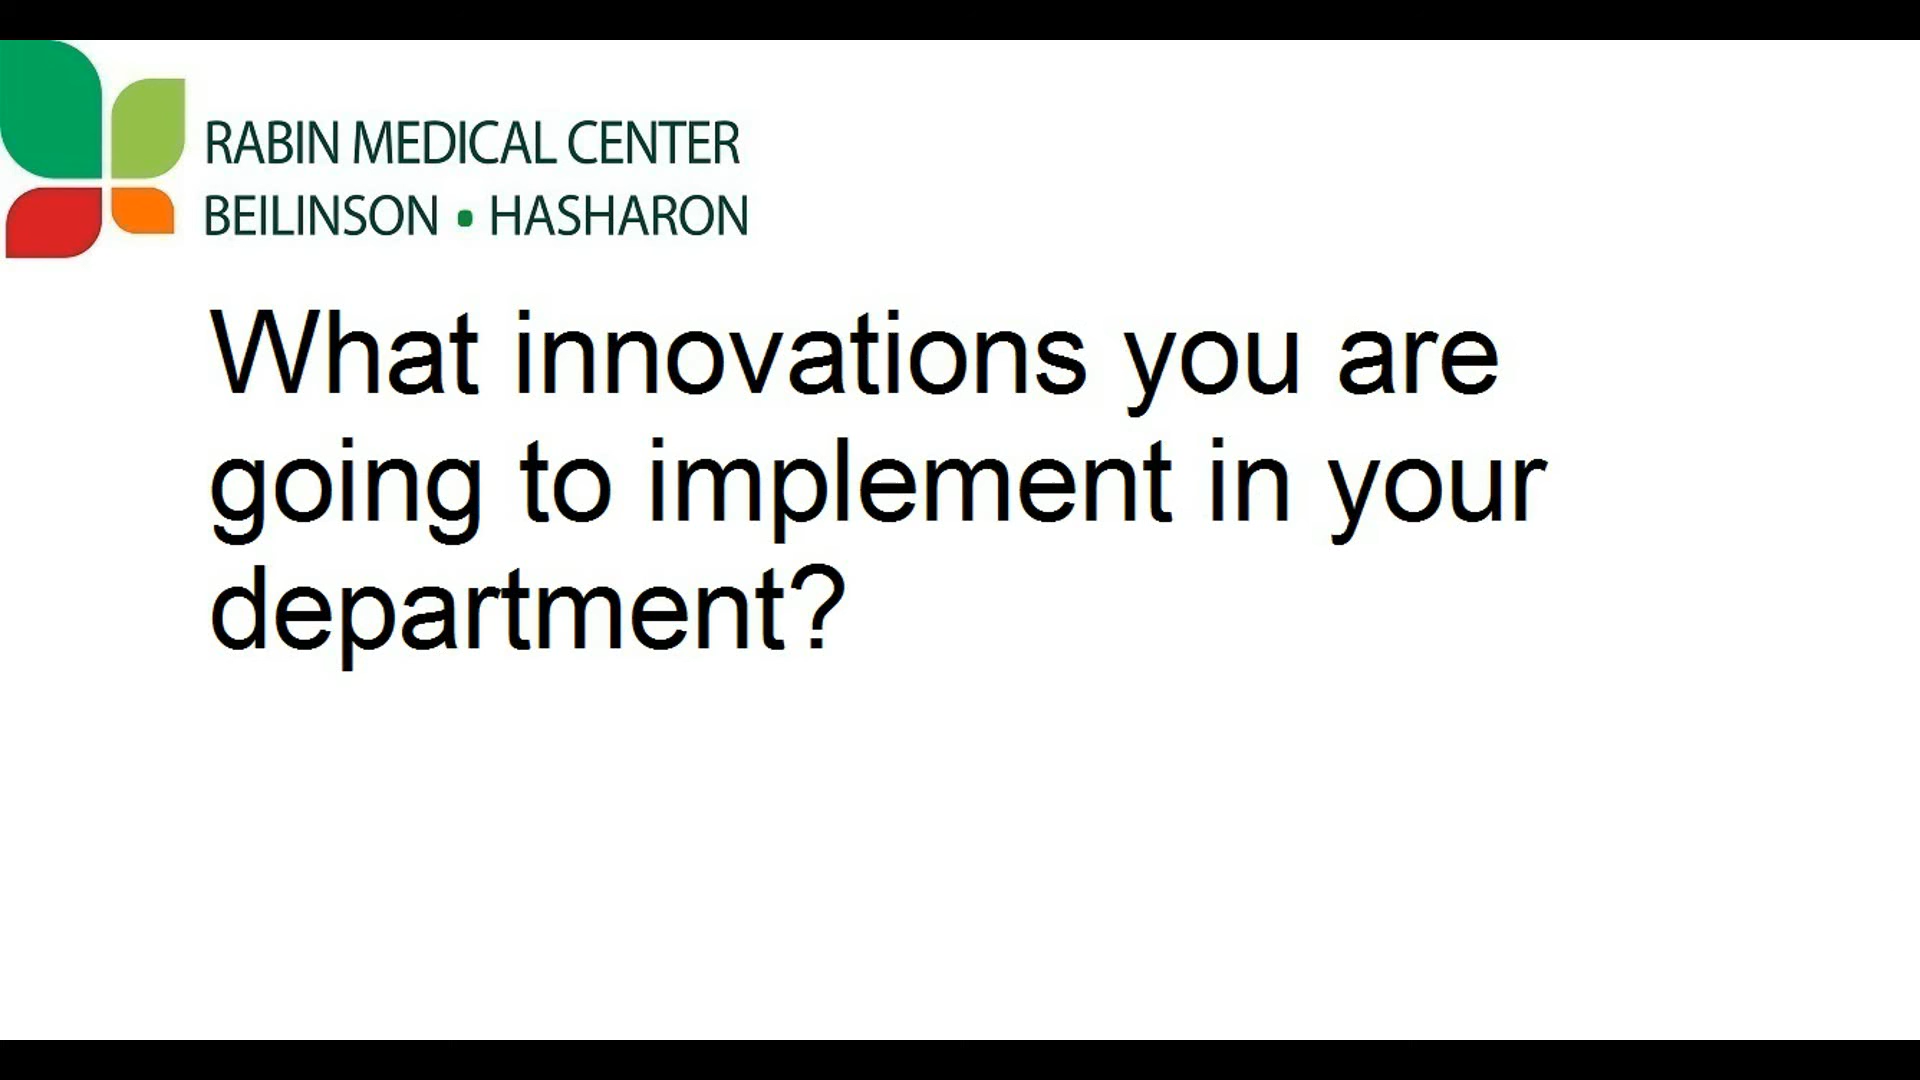 RABIN MEDICAL CENTER
BEILINSON • HASHARON
What innovations you are
going to implement in your
department?